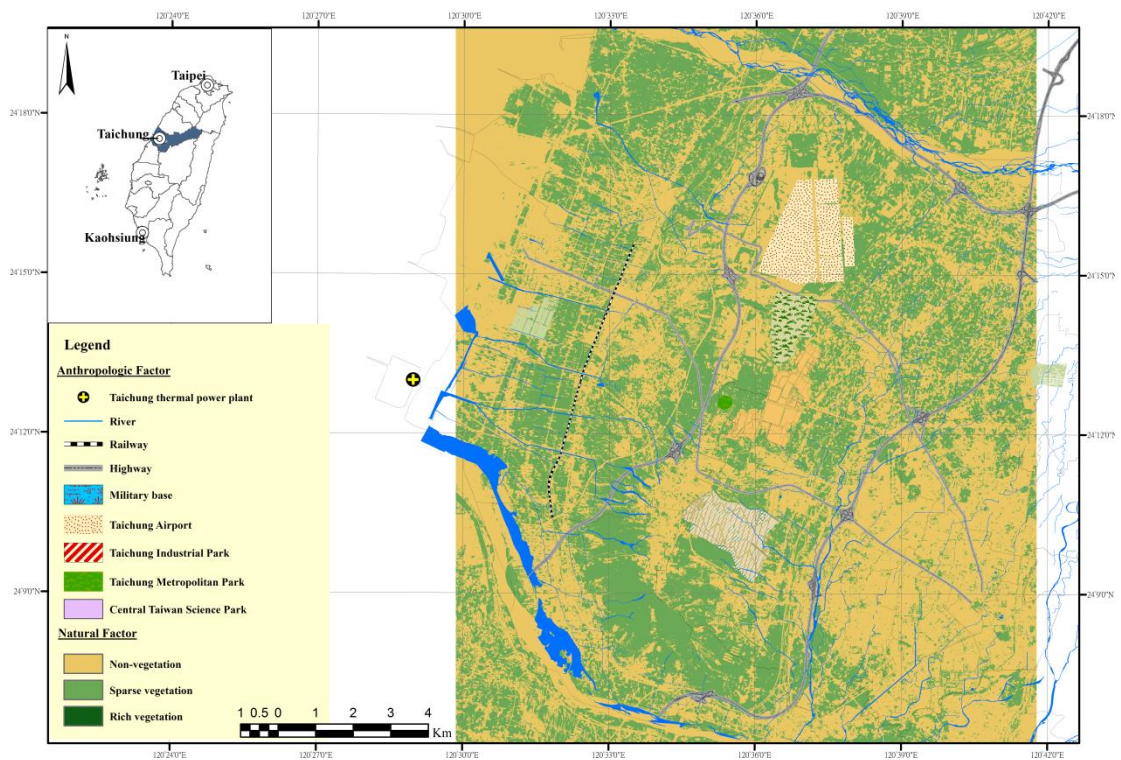 120°24'0"E 120°27'0"E 120°30'0"E 120°33'0"E 120°36'0"E 120°39'0"E 120°42'0"E
N
Taipei
Taichung
Kaohsiung
24°18'0"N 24°18'0"N
24°15'0"N 24°15'0"N
24°12'0"N 24°12'0"N
24°9'0"N 24°9'0"N
Legend
Anthropologic Factor
Taichung thermal power plant
River
Railway
Highway
Military base
Taichung Airport
Taichung Industrial Park
Taichung Metropolitan Park
Central Taiwan Science Park
Natural Factor
Non-vegetation
Sparse vegetation
Rich vegetation
1 0.5 0 1 2 3 4
Km
120°24'0"E 120°27'0"E 120°30'0"E 120°33'0"E 120°36'0"E 120°39'0"E 120°42'0"E